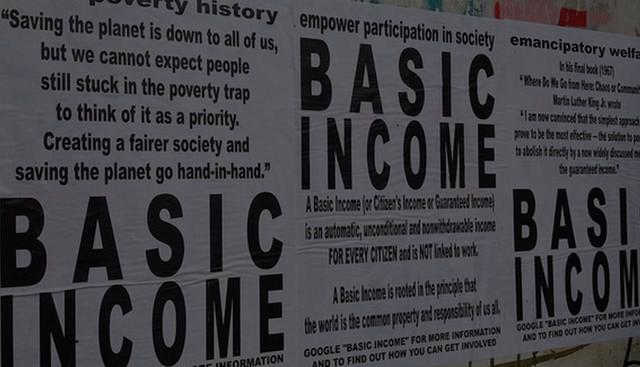 poverty history
"Saving the planet is down to all of us,
but we cannot expect people
still stuck in the poverty trap
to think of it as a priority.
Creating a fairer society and
saving the planet go hand-in-hand."
BASIC
INCOME
INFORMATION
empower participation in society
BASIC
INCOME
A Basic Income (or Citizen's Income or Guaranteed Income)
is an automatic, unconditional and nonwithdrawable income
FOR EVERY CITIZEN and is NOT linked to work.
A Basic Income is rooted in the principle that
the world is the common property and responsibility of us all.
GOOGLE "BASIC INCOME" FOR MORE INFORMATION
AND TO FIND OUT HOW YOU CAN GET INVOLVED
emancipatory welfa
In his final book (1967)
"Where Do We Go from Here: Chaos or Communit
Martin Luther King Jr. wrote
"I am now convinced that the simplest approach
prove to be the most effective — the solution to po
to abolish it directly by a now widely discussed me
the guaranteed income."
BASI
INCOM
GOOGLE "BASIC INCOME" FOR MORE INFOR
AND TO FIND OUT HOW YOU CAN GET INVOL